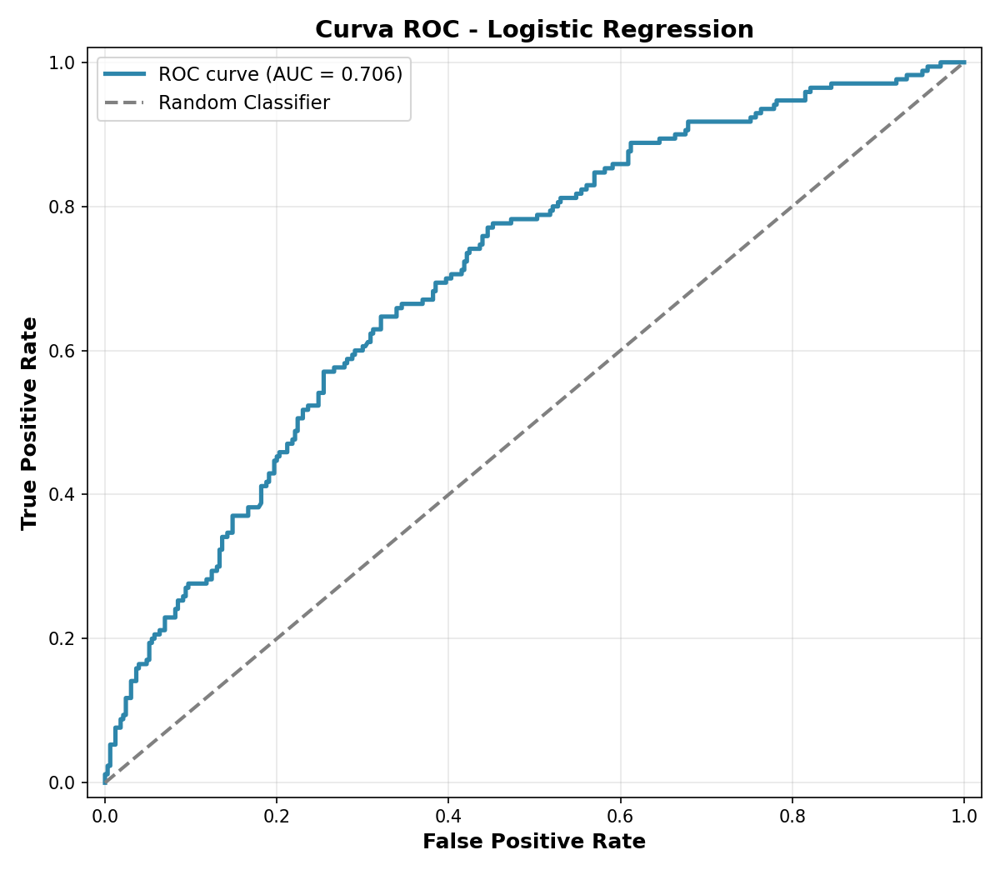 Curva ROC - Logistic Regression
ROC curve (AUC = 0.706)
Random Classifier
1.0
0.8
0.6
0.4
0.2
0.0
True Positive Rate
0.0 0.2 0.4 0.6 0.8 1.0
False Positive Rate